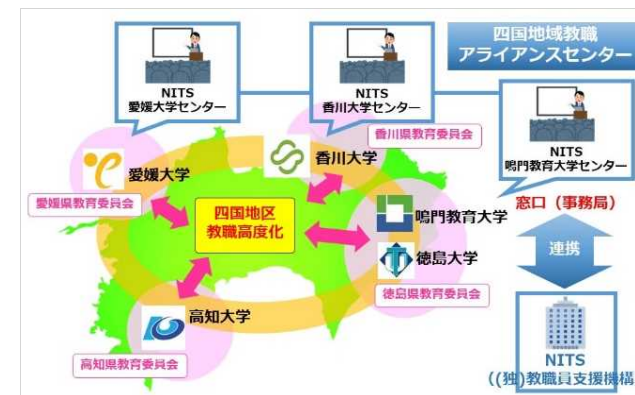 四国地域教職
アライアンスセンター
NITS
愛媛大学センター
NITS
香川大学センター
NITS
鳴門教育大学センター
香川県教育委員会
香川大学
愛媛大学
愛媛県教育委員会
四国地区
教職高度化
鳴門教育大学
窓口（事務局）
徳島大学
連携
徳島県教育委員会
高知大学
高知県教育委員会
NITS
((独)教職員支援機構